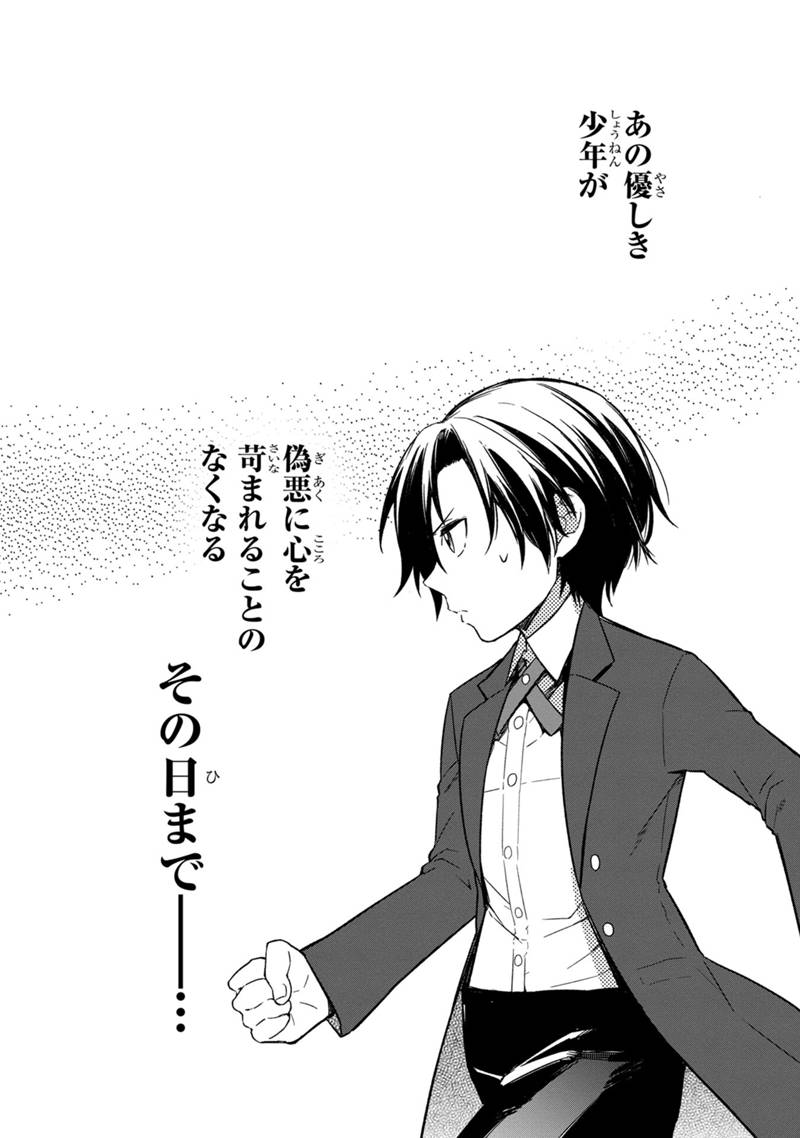 あの優しき
少年が
偽悪に心を
苛まれることの
なくなる
その日まで――…